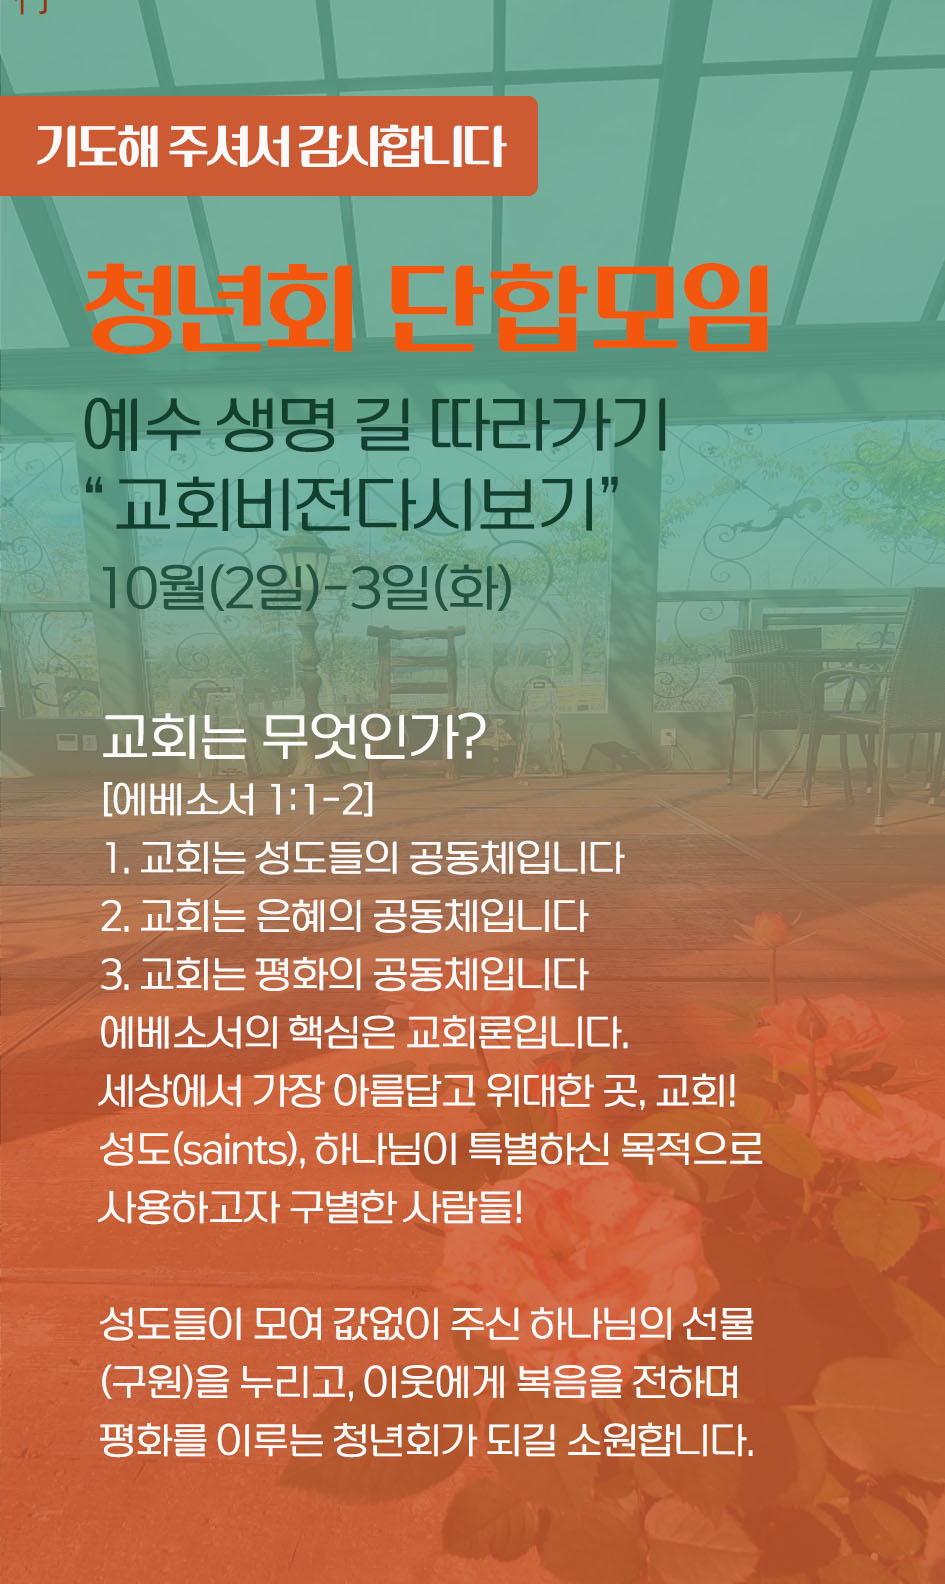 기도해 주셔서 감사합니다
청년회 단합모임
예수 생명 길 따라가기
“ 교회비전다시보기”
10월(2일)-3일(화)
교회는 무엇인가?
[에베소서 1:1-2]
1. 교회는 성도들의 공동체입니다
2. 교회는 은혜의 공동체입니다
3. 교회는 평화의 공동체입니다
에베소서의 핵심은 교회론입니다.
세상에서 가장 아름답고 위대한 곳, 교회!
성도(saints), 하나님이 특별하신 목적으로
사용하고자 구별한 사람들!
성도들이 모여 값없이 주신 하나님의 선물
(구원)을 누리고, 이웃에게 복음을 전하며
평화를 이루는 청년회가 되길 소원합니다.